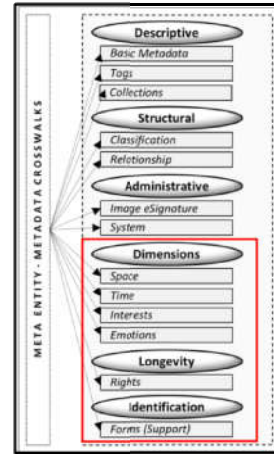 META ENTITY - METADATA CROSSWALKS
Descriptive
Basic Metadata
Tags
Collections
Structural
Classification
Relationship
Administrative
Image eSignature
System
Dimensions
Space
Time
Interests
Emotions
Longevity
Rights
Identification
Forms (Support)